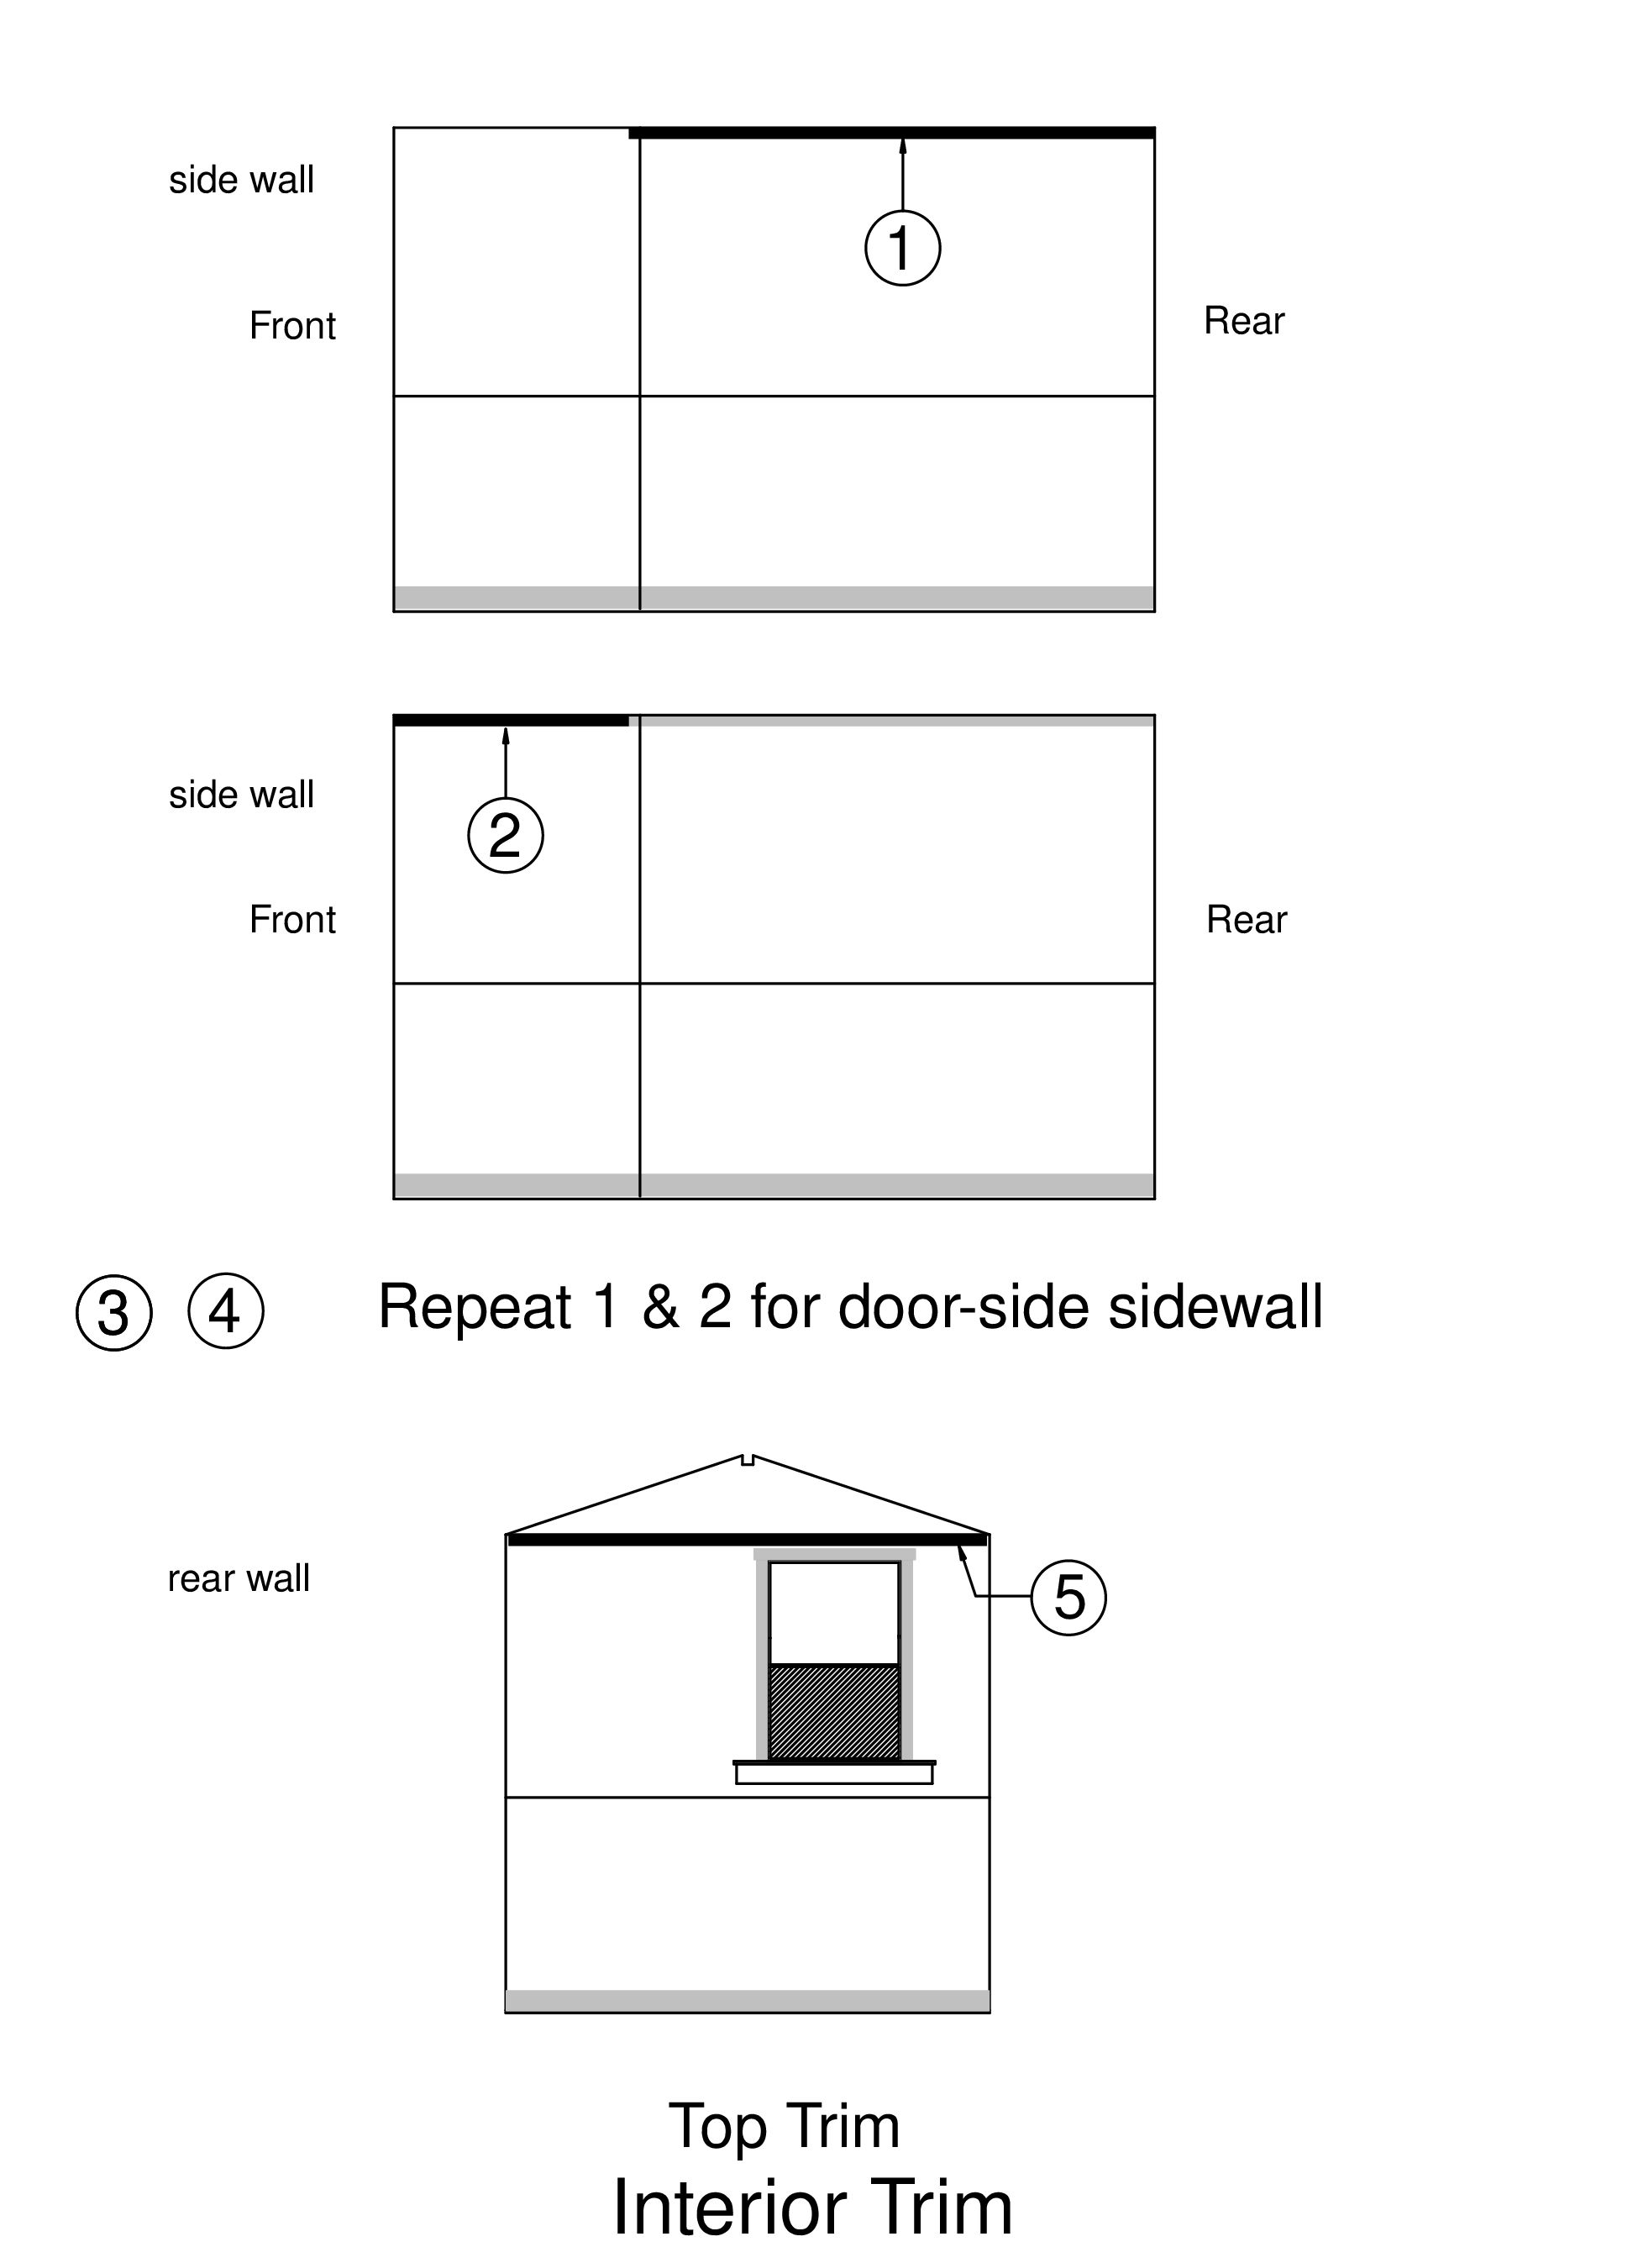 side wall
1
Front
Rear
side wall
2
Front
Rear
3 4 Repeat 1 & 2 for door-side sidewall
rear wall
5
Top Trim
Interior Trim